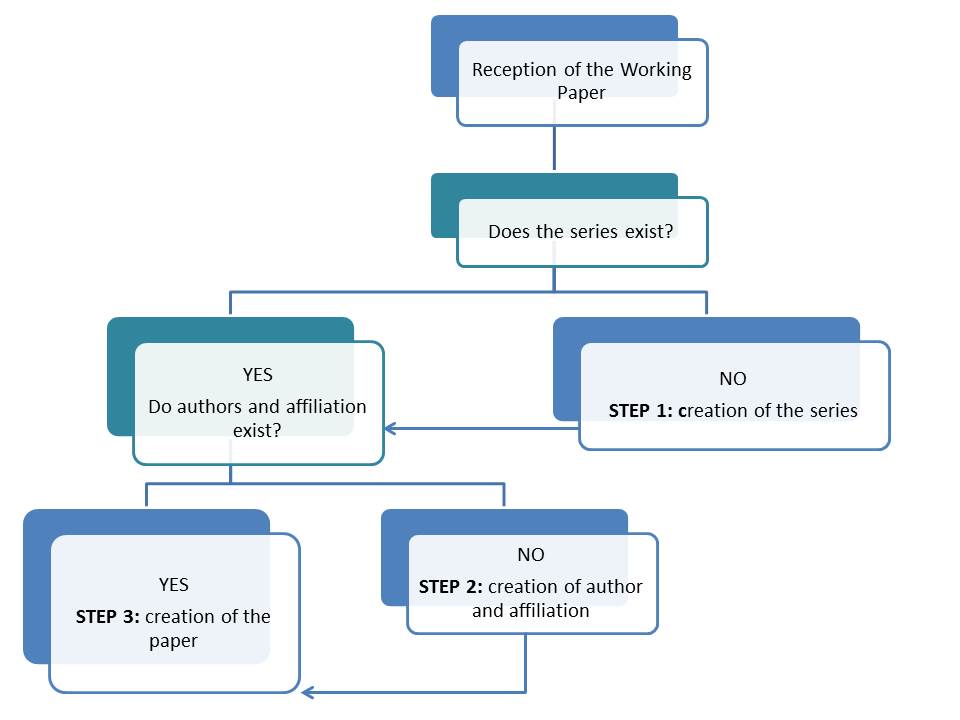 Reception of the Working
Paper
Does the series exist?
YES
Do authors and affiliation
exist?
NO
STEP 1: creation of the series
YES
STEP 3: creation of the
paper
NO
STEP 2: creation of author
and affiliation